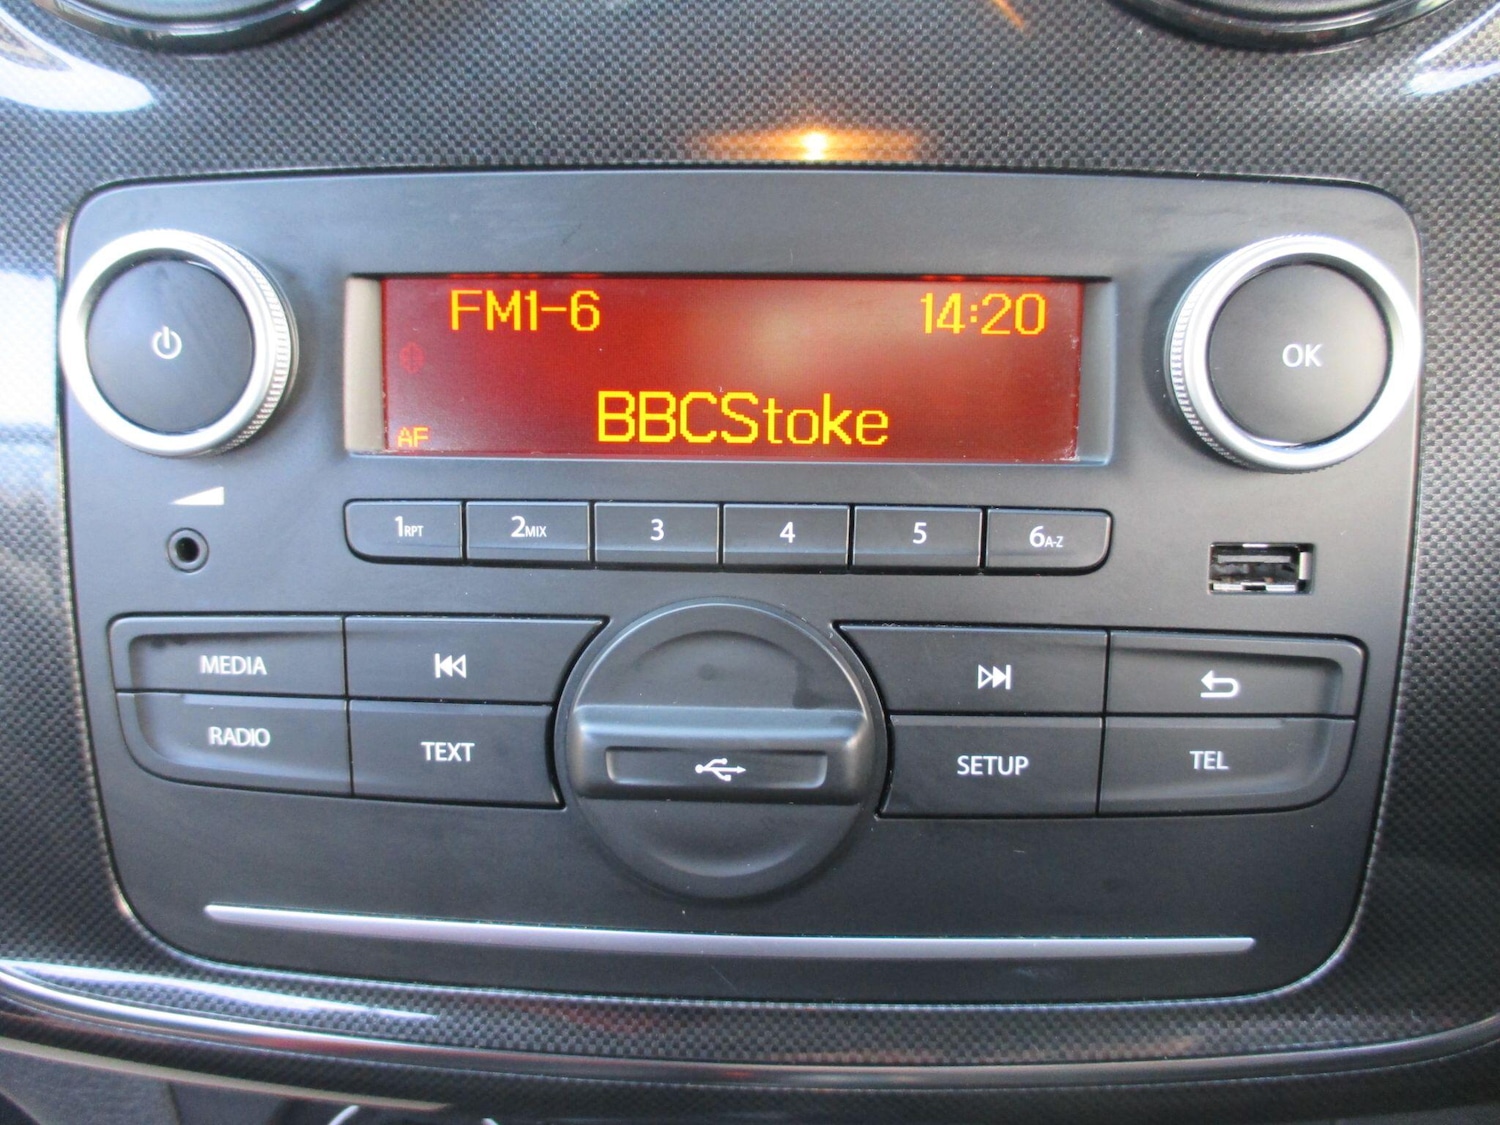 FM1-6 14:20
BBCStoke
AF
OK
1RPT 2MIX 3 4 5 6A-Z
MEDIA
RADIO TEXT SETUP TEL